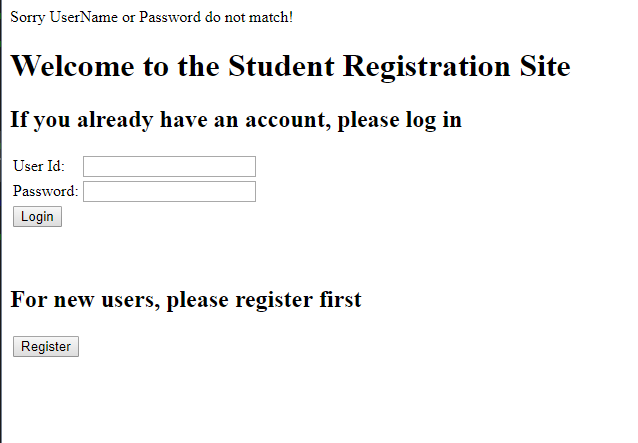 Sorry UserName or Password do not match!
Welcome to the Student Registration Site
If you already have an account, please log in
User Id:
Password:
Login
For new users, please register first
Register